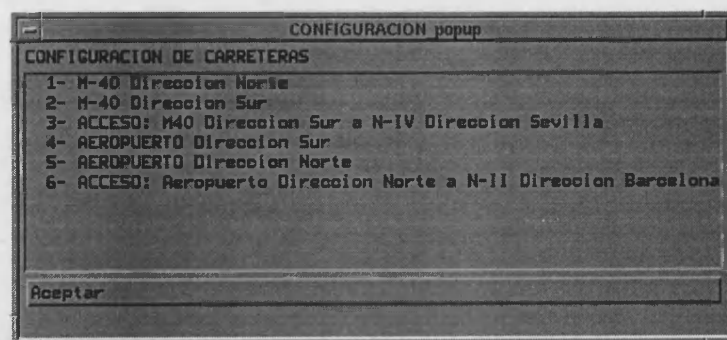 CONFIGURACION popup
CONFIGURACION DE CARRETERAS
1- M-40 Direccion Norte
2- M-40 Direccion Sur
3- ACCESO: M40 Direccion Sur a N-IV Direccion Sevilla
4- AEROPUERTO Direccion Sur
5- AEROPUERTO Direccion Norte
6- ACCESO: Aeropuerto Direccion Norte a N-II Direccion Barcelona
Aceptar